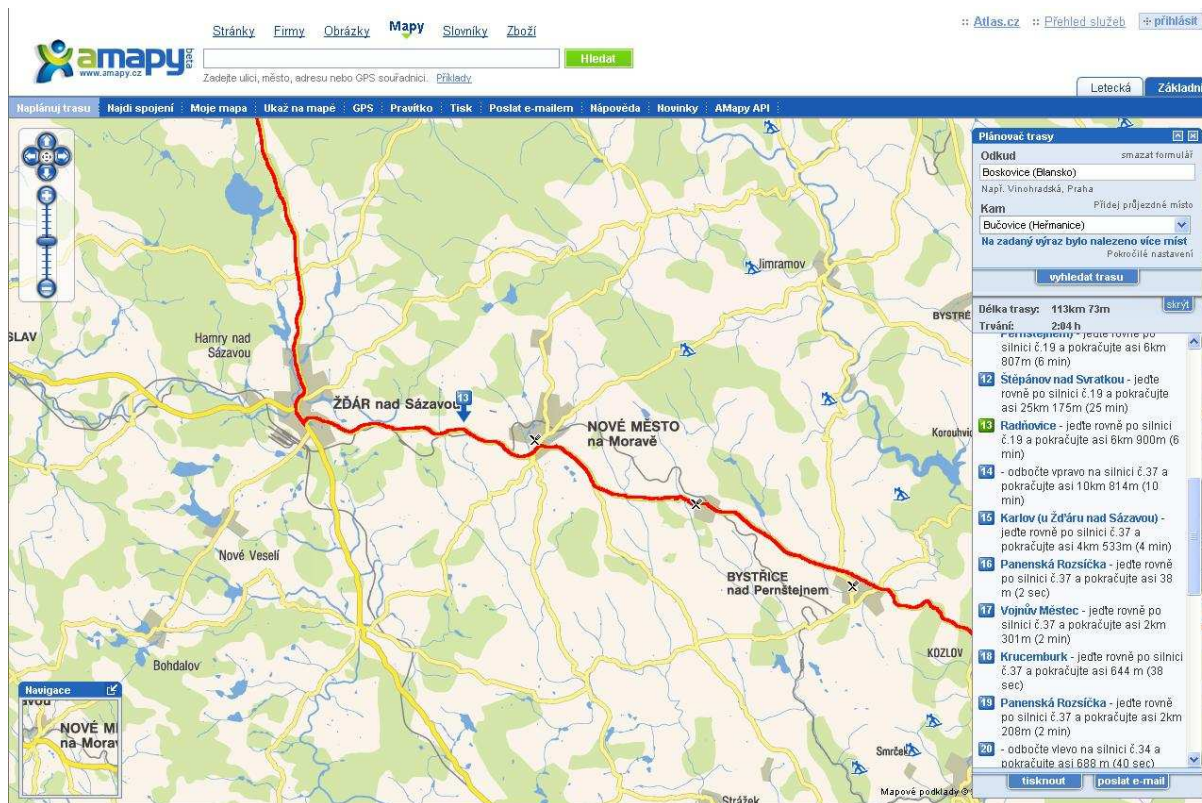 Stránky Firmy Obrázky Mapy Slovníky Zboží
:: Atlas.cz :: Přehled služeb přihlásit
amapy beta
www.amapy.cz
Hledat
Zadejte ulici, město, adresu nebo GPS souřadnici. Příklady
Letecká Základní
Naplánuj trasu Najdi spojení Moje mapa Ukaž na mapě GPS Pravítko Tisk Poslat e-mailem Nápověda Novinky AMapy API
Plánovač trasy
Odkud smazat formulář
Boskovice (Blansko)
Např. Vinohradská, Praha
Kam Přidej průjezdné místo
Bučovice (Heřmanice)
Na zadaný výraz bylo nalezeno více míst
Pokročilé nastavení
vyhledat trasu
Délka trasy: 113km 73m skrýt
Trvání: 2:04 h
Pernštejnem) - jeďte rovně po
silnici č.19 a pokračujte asi 6km
807m (6 min)
12 Štěpánov nad Svratkou - jeďte
rovně po silnici č.19 a pokračujte
asi 25km 175m (25 min)
13 Radňovice - jeďte rovně po silnici
č.19 a pokračujte asi 6km 900m (6
min)
14 - odbočte vpravo na silnici č.37 a
pokračujte asi 10km 814m (10
min)
15 Karlov (u Žďáru nad Sázavou) -
jeďte rovně po silnici č.37 a
pokračujte asi 4km 533m (4 min)
16 Panenská Rozsíčka - jeďte rovně
po silnici č.37 a pokračujte asi 38
m (2 sec)
17 Vojnův Městec - jeďte rovně po
silnici č.37 a pokračujte asi 2km
301m (2 min)
18 Krucemburk - jeďte rovně po silnici
č.37 a pokračujte asi 644 m (38
sec)
19 Panenská Rozsíčka - jeďte rovně
po silnici č.37 a pokračujte asi 2km
208m (2 min)
20 - odbočte vlevo na silnici č.34 a
pokračujte asi 688 m (40 sec)
tisknout poslat e-mail
Jimramov
BYSTRÉ
SLAV
Hamry nad
Sázavou
ŽĎÁR nad Sázavou
13
NOVÉ MĚSTO
na Moravě
Korouhvic
Nové Veselí
BYSTŘICE
nad Pernštejnem
KOZLOV
Bohdalov
Smrček
Strážek
Mapové podklady ©
Navigace
NOVÉ MĚ
na Morav